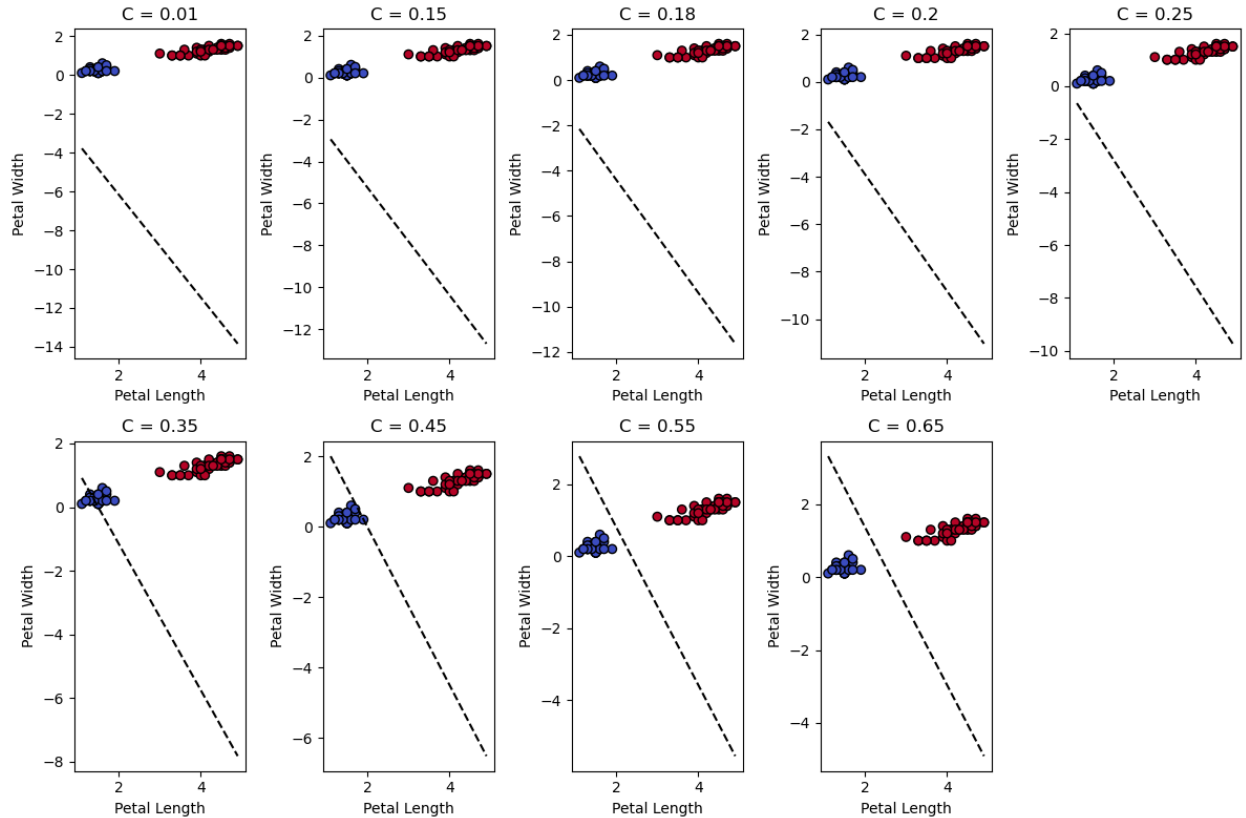 C = 0.01
C = 0.15
C = 0.18
C = 0.2
C = 0.25
2
0
−2
−4
−6
−8
−10
−12
−14
Petal Width
2
4
Petal Length
2
0
−2
−4
−6
−8
−10
−12
Petal Width
2
4
Petal Length
2
0
−2
−4
−6
−8
−10
−12
Petal Width
2
4
Petal Length
2
0
−2
−4
−6
−8
−10
Petal Width
2
4
Petal Length
2
0
−2
−4
−6
−8
−10
Petal Width
2
4
Petal Length
C = 0.35
C = 0.45
C = 0.55
C = 0.65
2
0
−2
−4
−6
−8
Petal Width
2
4
Petal Length
2
0
−2
−4
−6
Petal Width
2
4
Petal Length
2
0
−2
−4
Petal Width
2
4
Petal Length
2
0
−2
−4
Petal Width
2
4
Petal Length